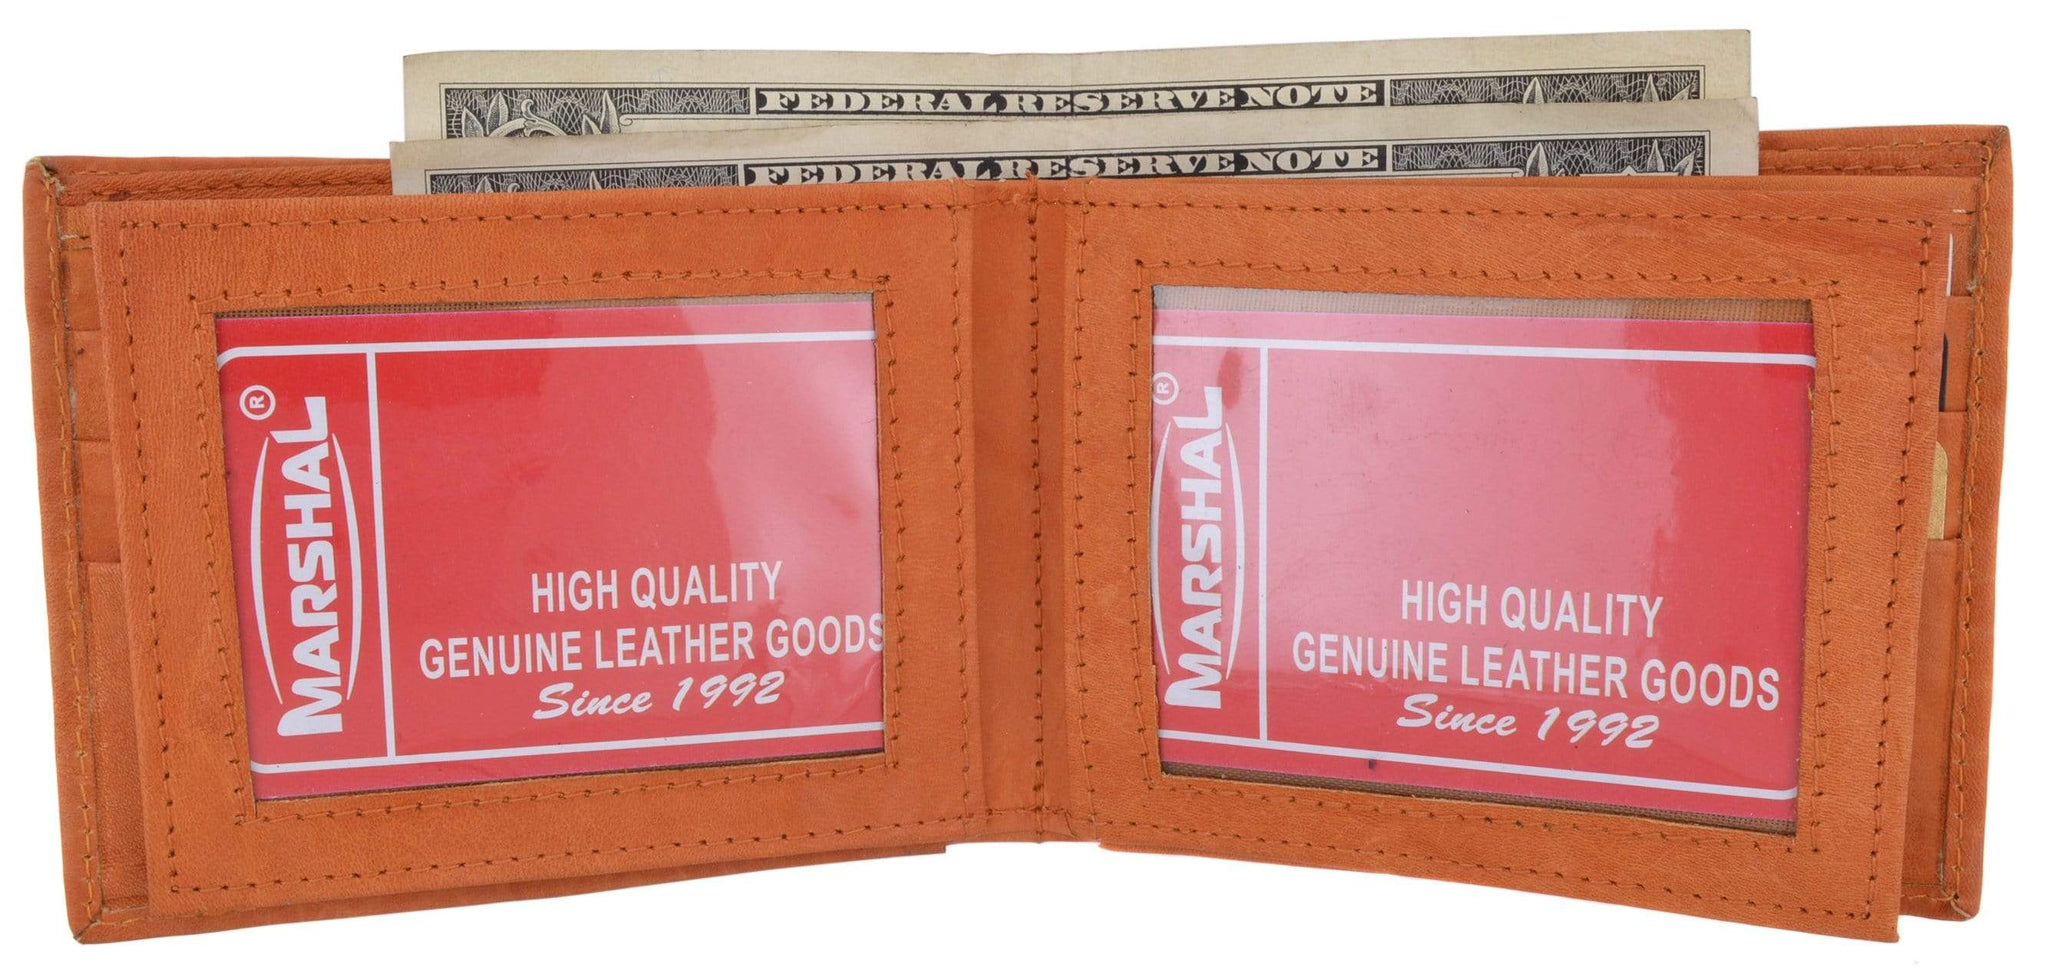 FEDERAL RESERVE NOTE
FEDERAL RESERVE NOTE
MARSHAL®
HIGH QUALITY
GENUINE LEATHER GOODS
Since 1992
MARSHAL®
HIGH QUALITY
GENUINE LEATHER GOODS
Since 1992